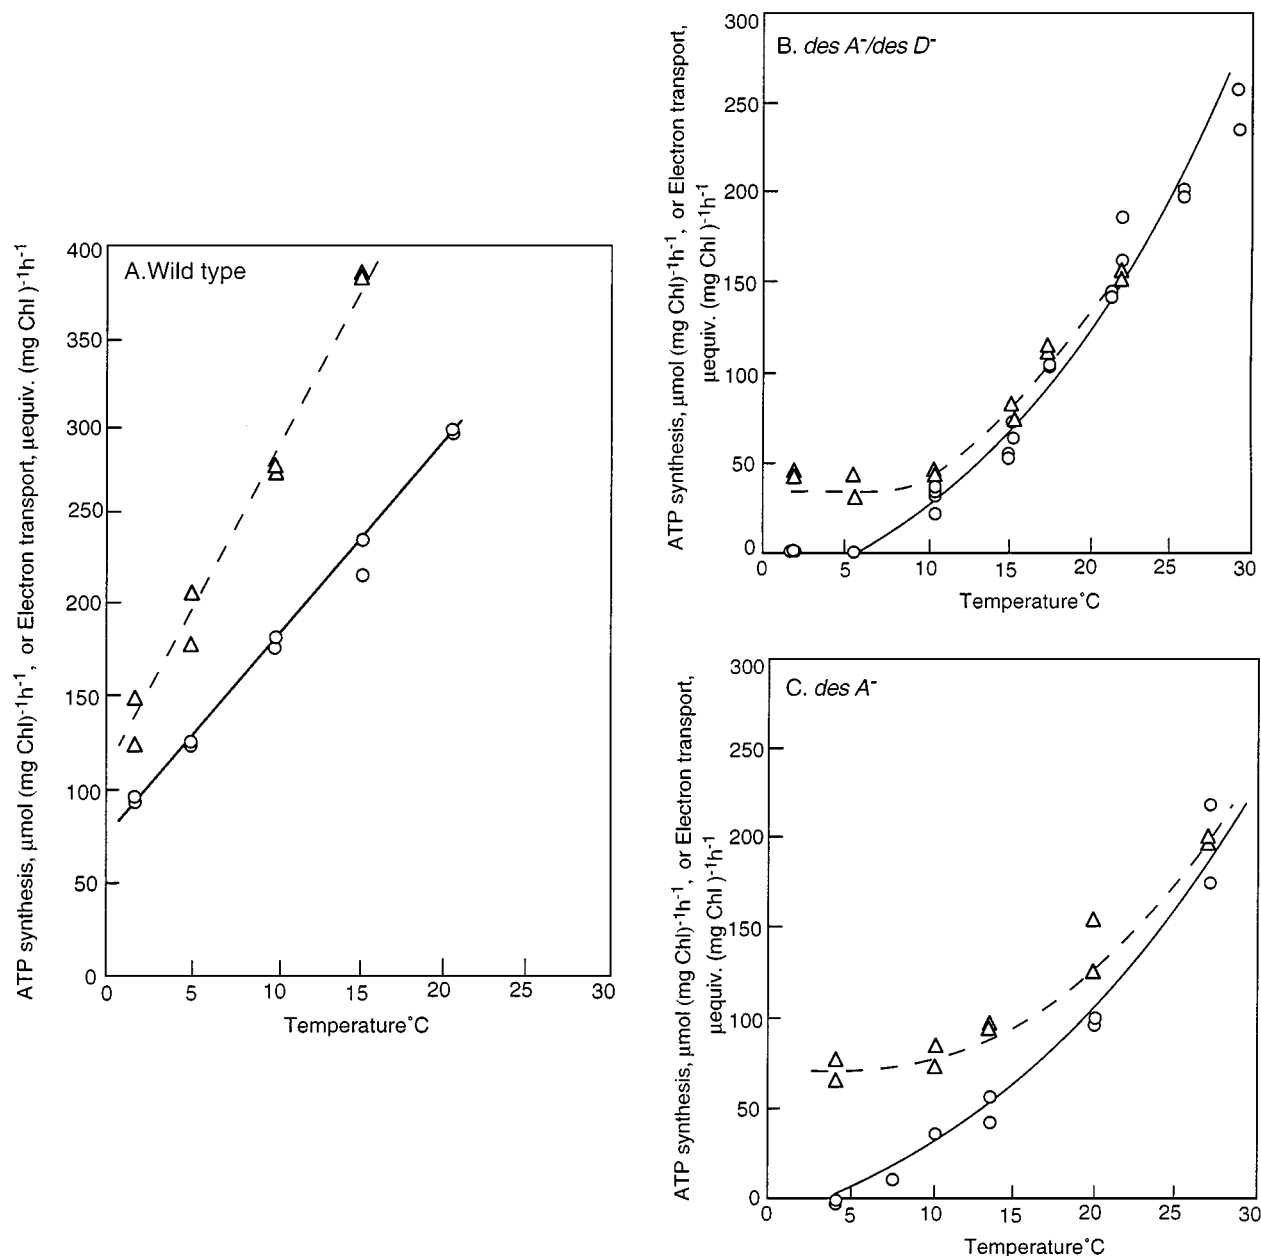 A.Wild type
ATP synthesis, µmol (mg Chl)-1h-1, or Electron transport, µequiv. (mg Chl )-1h-1
400
350
300
250
200
150
100
50
0
0 5 10 15 20 25 30
Temperature˚C
B. des A-/des D-
ATP synthesis, µmol (mg Chl)-1h-1, or Electron transport,
µequiv. (mg Chl )-1h-1
300
250
200
150
100
50
0
0 5 10 15 20 25 30
Temperature˚C
C. des A-
ATP synthesis, µmol (mg Chl)-1h-1, or Electron transport,
µequiv. (mg Chl )-1h-1
300
250
200
150
100
50
0
0 5 10 15 20 25 30
Temperature˚C